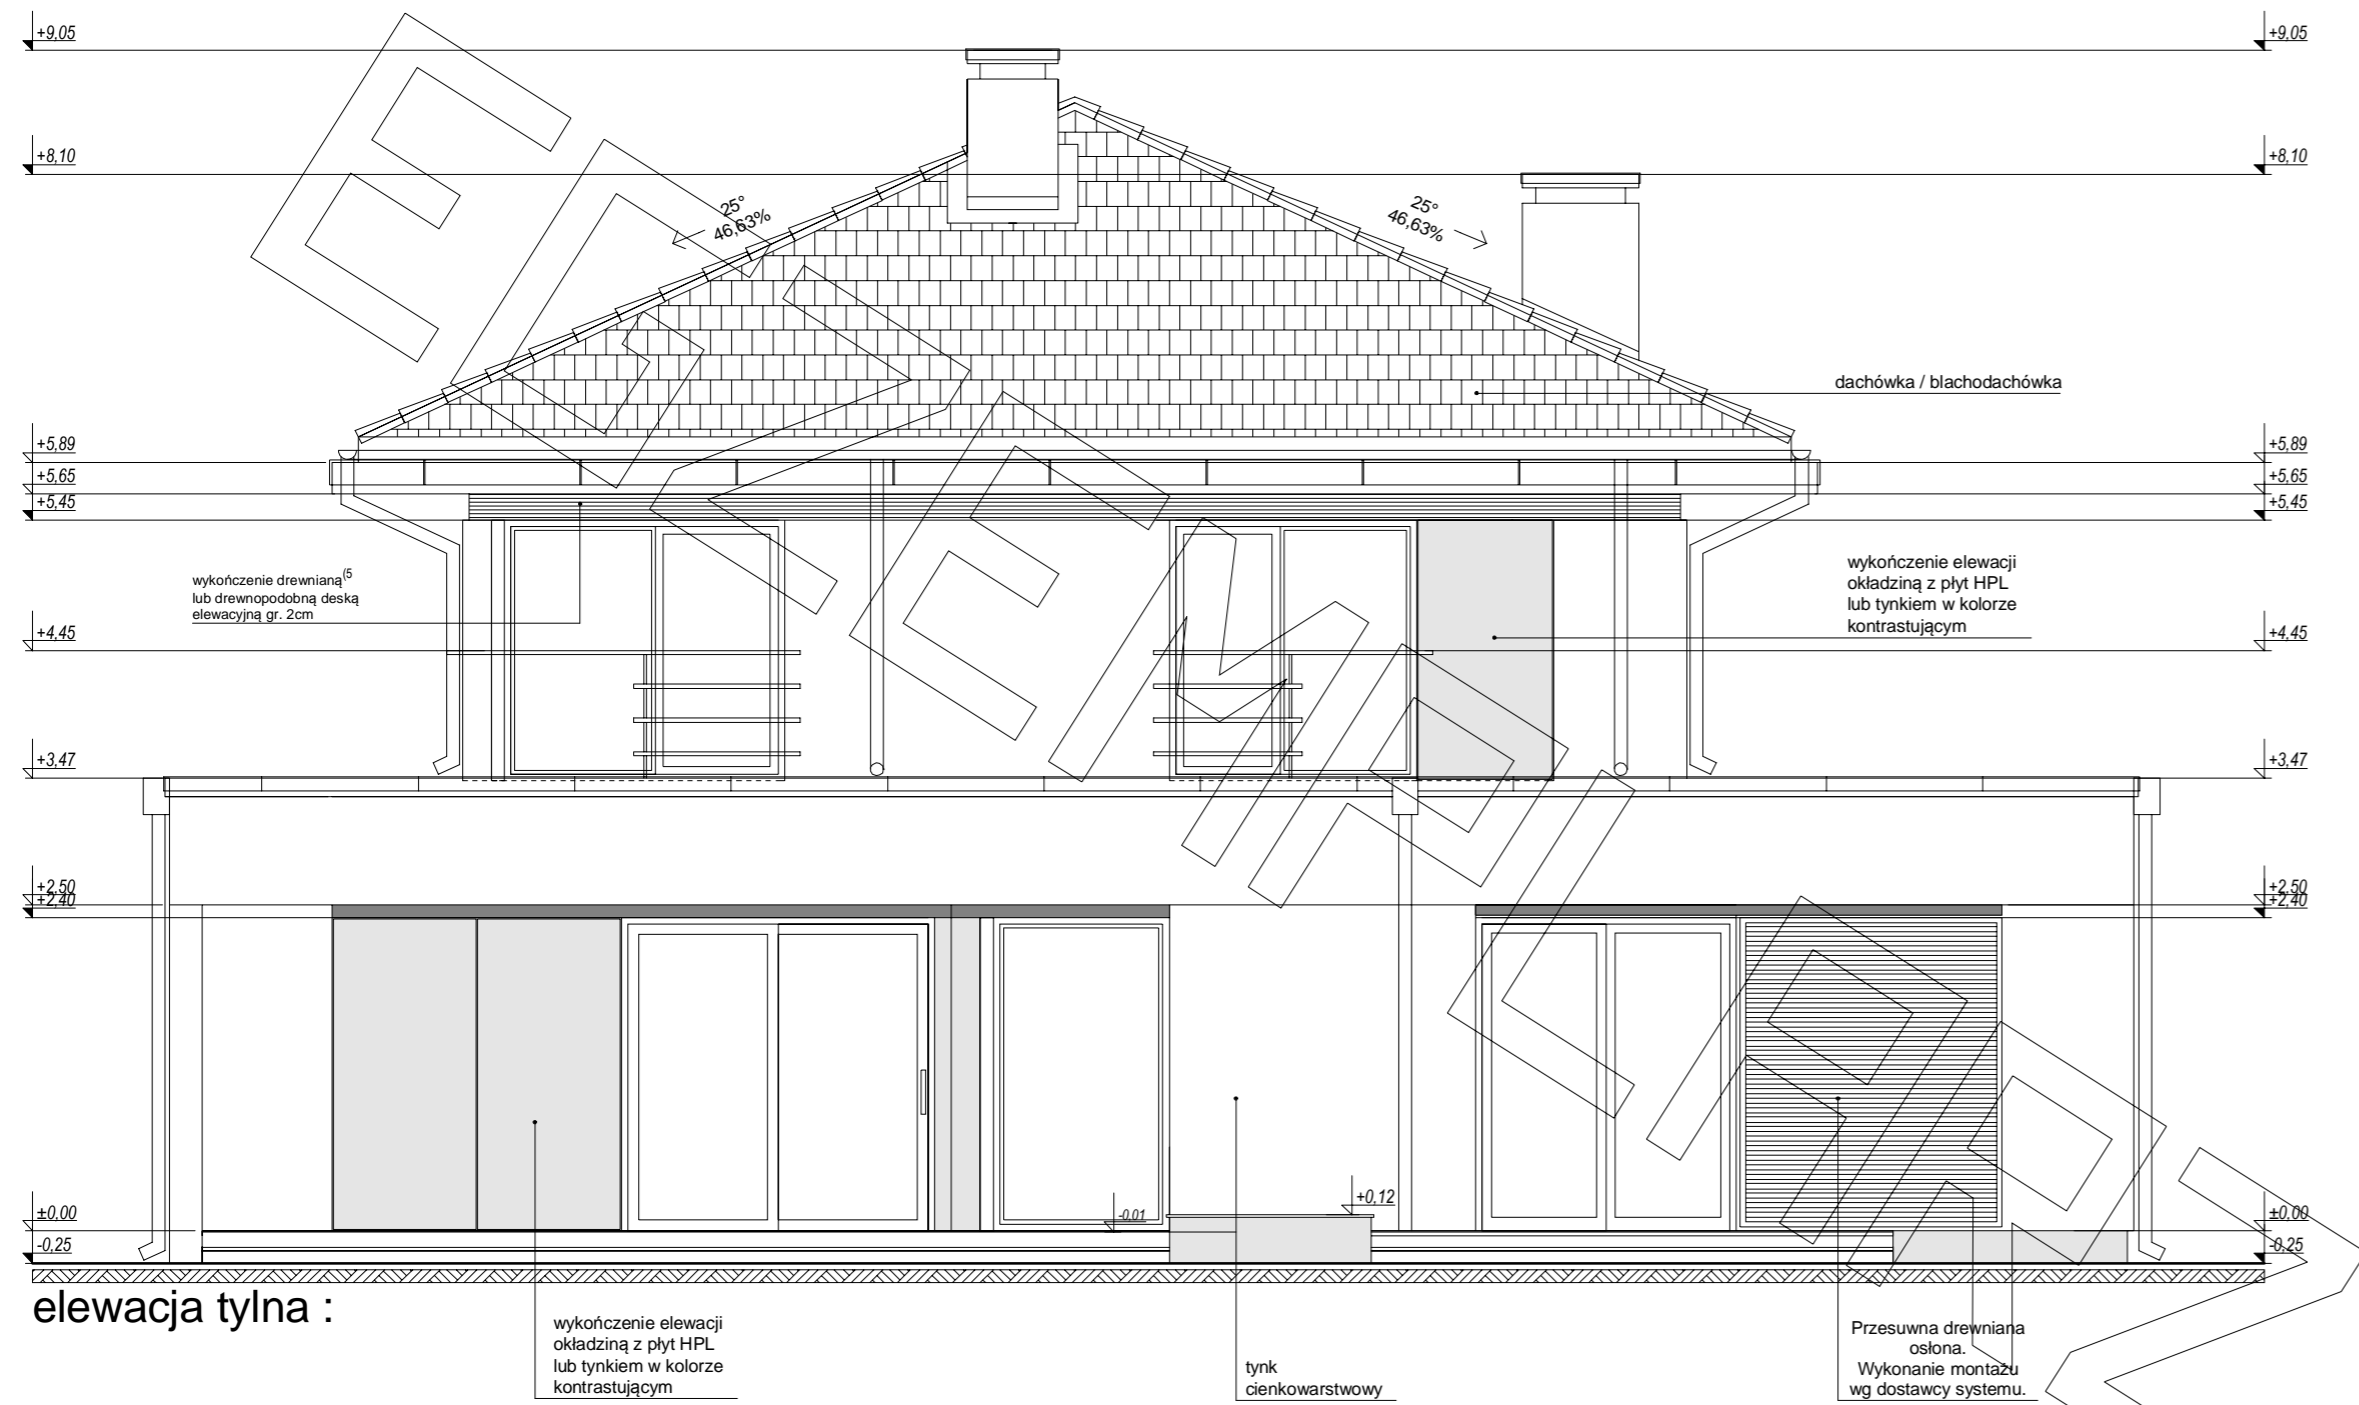 +9,05
+9,05
+8,10
+8,10
25°
46,63%
25°
46,63%
dachówka / blachodachówka
+5,89
+5,89
+5,65
+5,65
+5,45
+5,45
wykończenie drewnianą(5
lub drewnopodobną deską
elewacyjną gr. 2cm
wykończenie elewacji
okładziną z płyt HPL
lub tynkiem w kolorze
kontrastującym
+4,45
+4,45
+3,47
+3,47
+2,50
+2,50
+2,40
+2,40
-0,01
+0,12
±0,00
±0,00
-0,25
-0,25
elewacja tylna :
wykończenie elewacji
okładziną z płyt HPL
lub tynkiem w kolorze
kontrastującym
tynk
cienkowarstwowy
Przesuwna drewniana
osłona.
Wykonanie montażu
wg dostawcy systemu.
EGZEMPLARZ